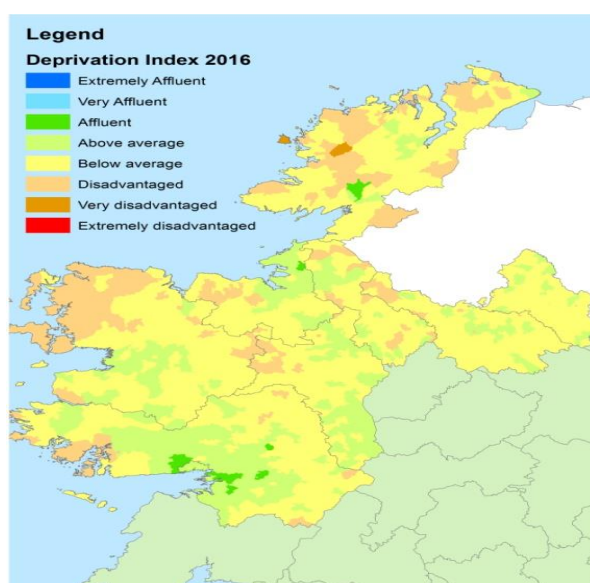 Legend
Deprivation Index 2016
Extremely Affluent
Very Affluent
Affluent
Above average
Below average
Disadvantaged
Very disadvantaged
Extremely disadvantaged